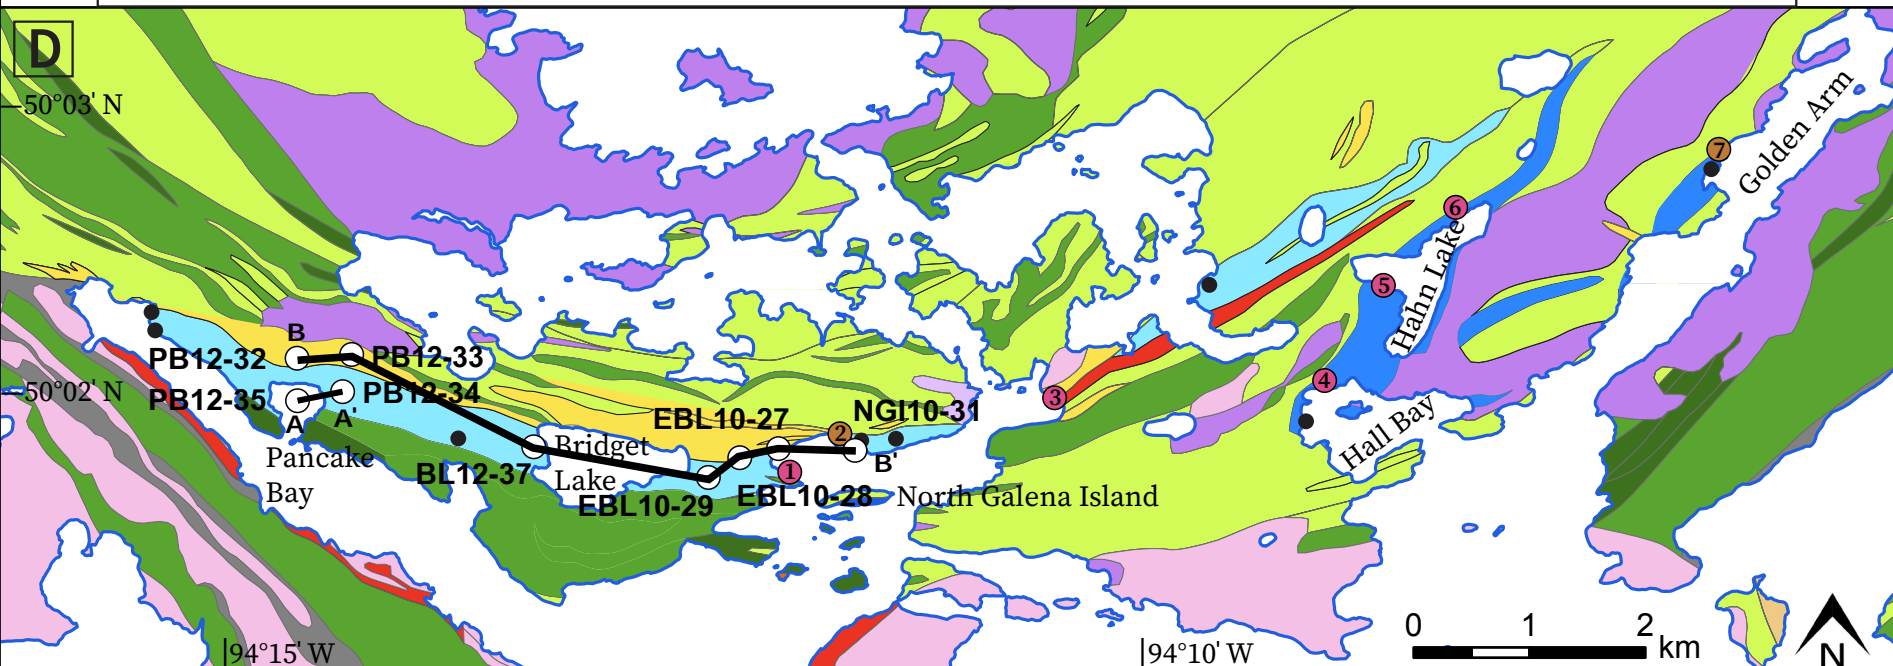 D
50°03' N
Golden Arm
7
6
Hahn Lake
5
B
PB12-32
PB12-33
50°02' N
PB12-35
PB12-34
A
A'
4
3
Hall Bay
EBL10-27
NGI10-31
2
Bridget
Lake
B'
Pancake
Bay
BL12-37
1
EBL10-29
EBL10-28
North Galena Island
0 1 2 km
94°15' W
94°10' W
N